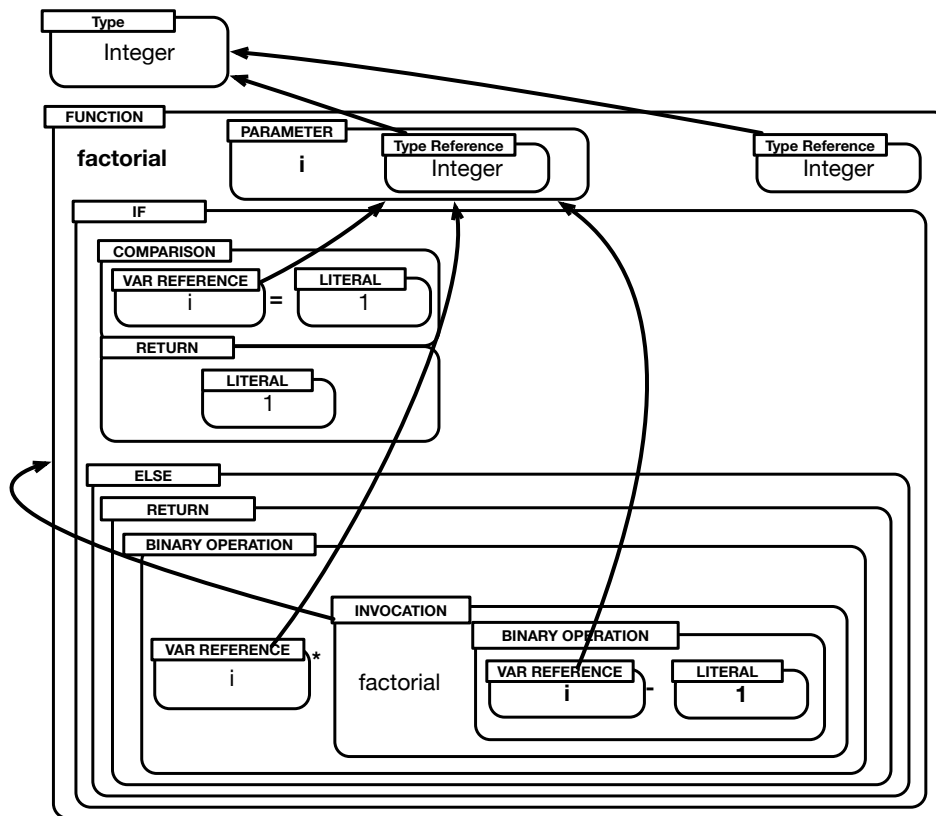 Type
Integer
FUNCTION
factorial
PARAMETER
i
Type Reference
Integer
Type Reference
Integer
IF
COMPARISON
VAR REFERENCE
i
=
LITERAL
1
RETURN
LITERAL
1
ELSE
RETURN
BINARY OPERATION
VAR REFERENCE
i
*
INVOCATION
factorial
BINARY OPERATION
VAR REFERENCE
i
-
LITERAL
1